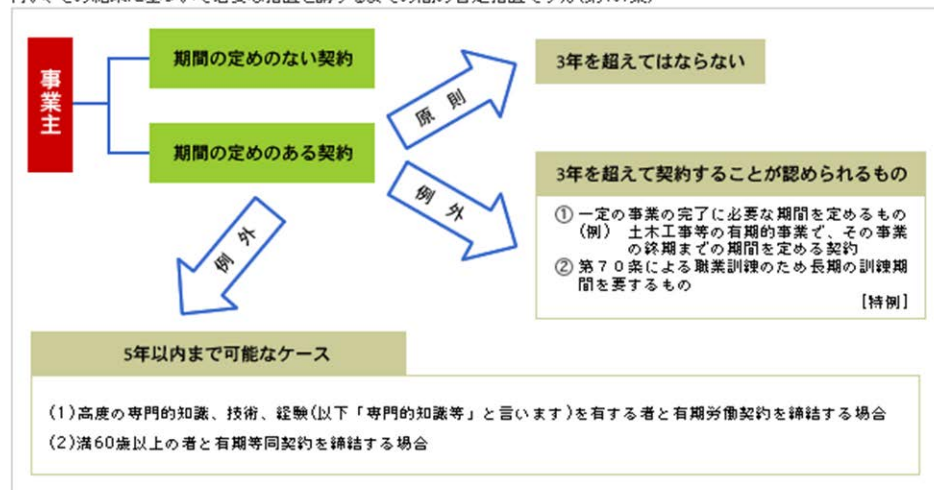 事業主
期間の定めのない契約
期間の定めのある契約
原則
3年を超えてはならない
例外
3年を超えて契約することが認められるもの
① 一定の事業の完了に必要な期間を定めるもの
(例) 土木工事等の有期的事業で、その事業
の終期までの期間を定める契約
② 第70条による職業訓練のため長期の訓練期
間を要するもの
[特例]
例外
5年以内まで可能なケース
(1)高度の専門的知識、技術、経験(以下「専門的知識等」と言います)を有する者と有期労働契約を締結する場合
(2)満60歳以上の者と有期等同契約を締結する場合